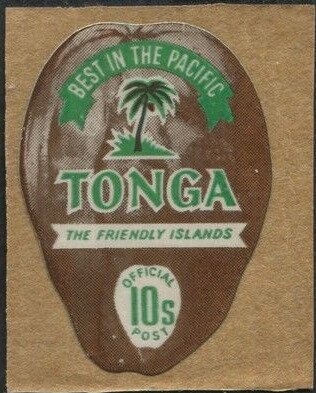 BEST IN THE PACIFIC
TONGA
THE FRIENDLY ISLANDS
OFFICIAL
10s
POST